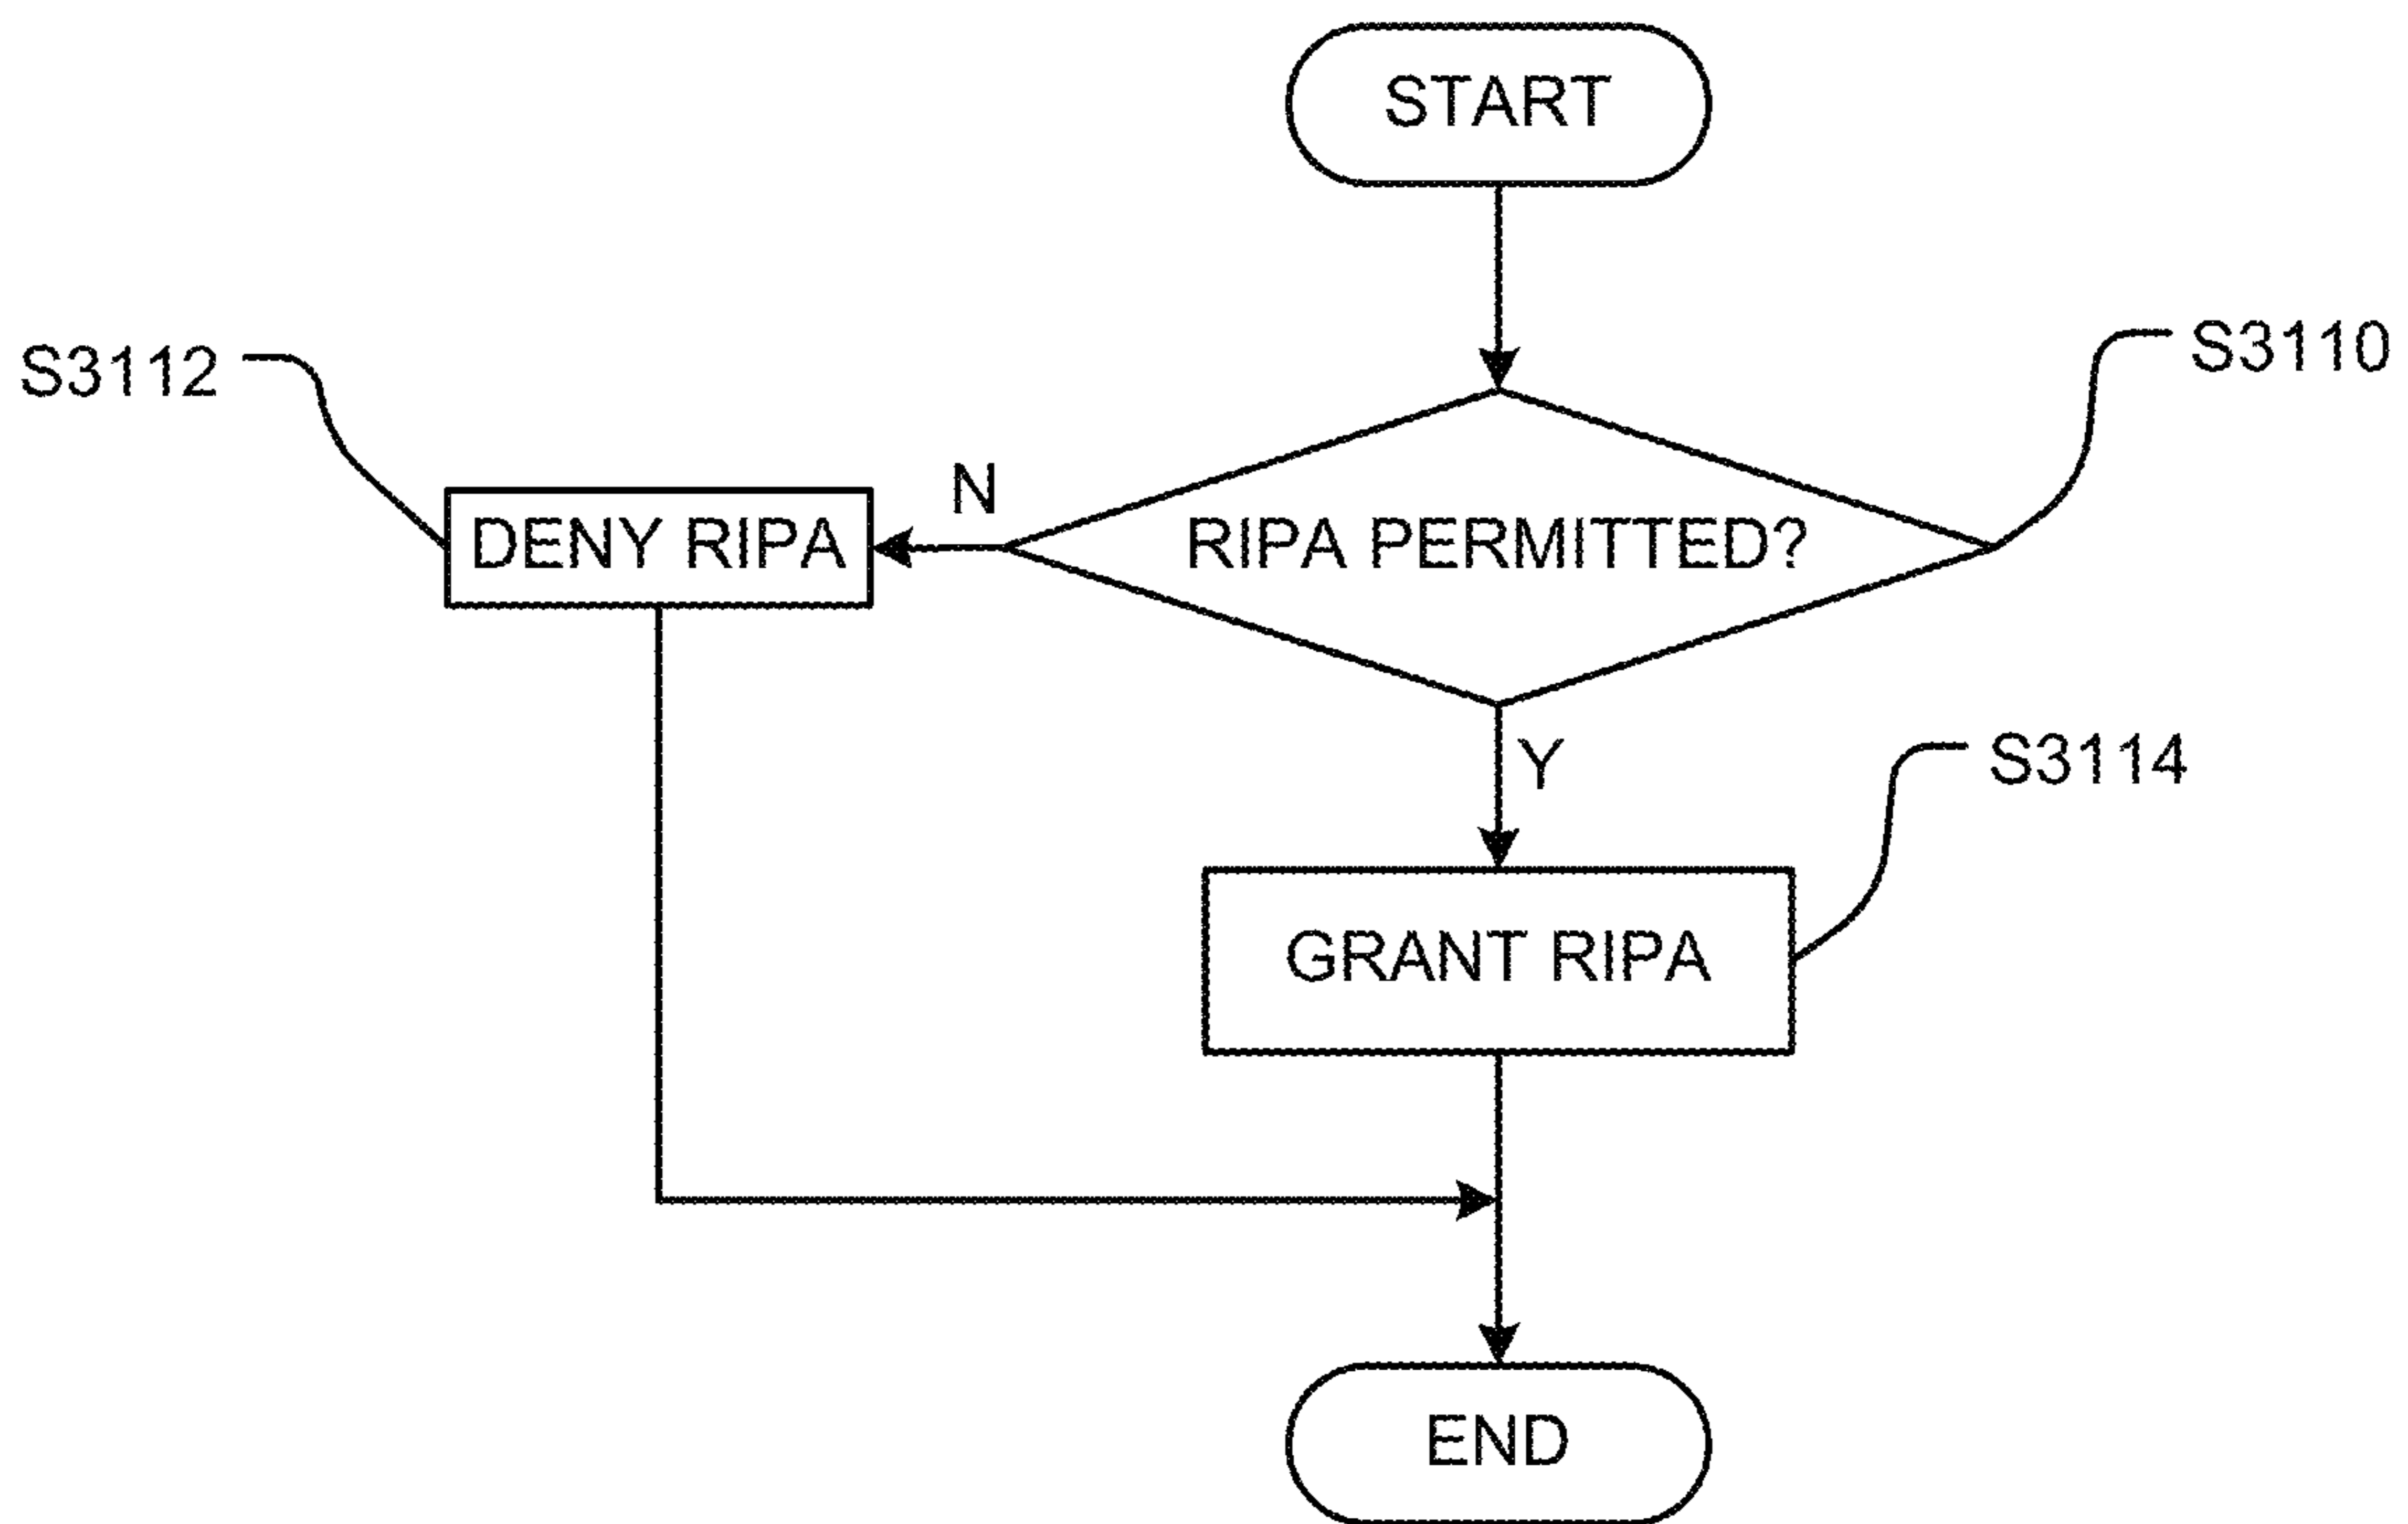 START
S3112
S3110
N
DENY RIPA
RIPA PERMITTED?
Y
S3114
GRANT RIPA
END